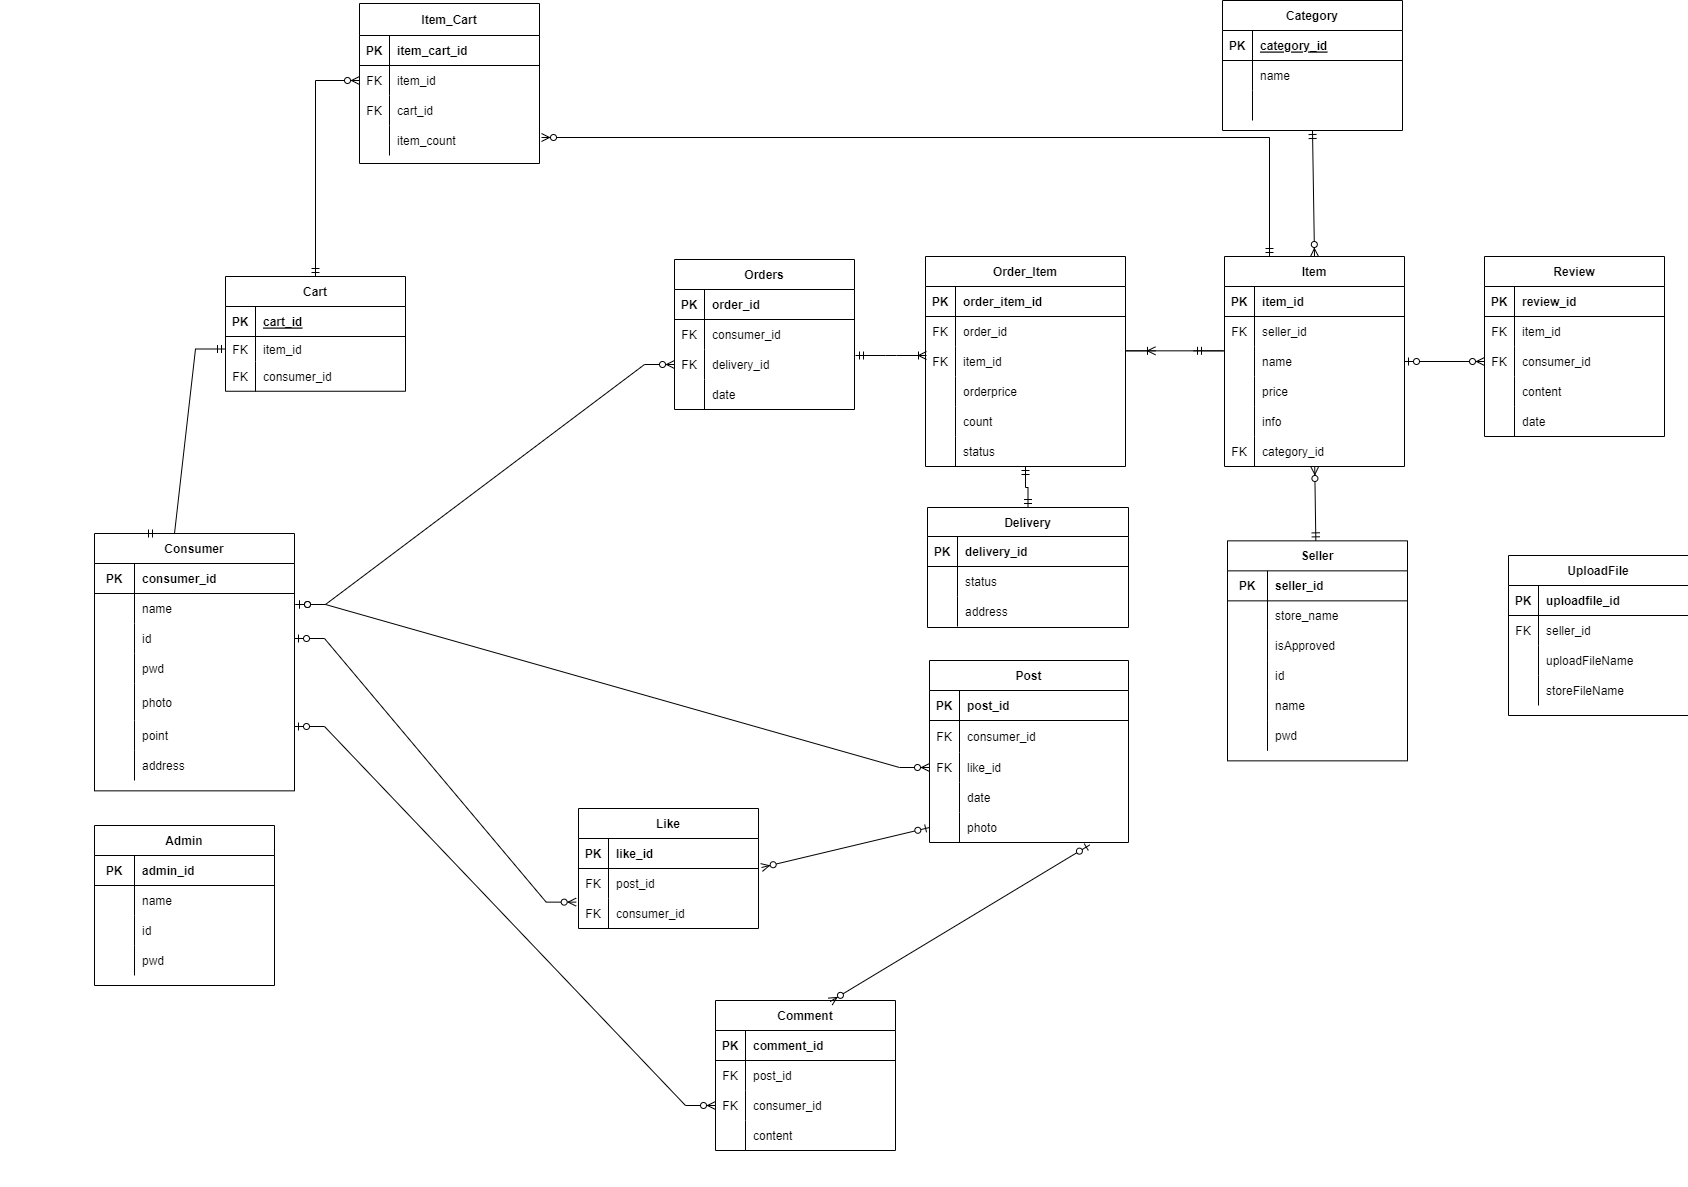 Item_Cart
PK item_cart_id
FK item_id
FK cart_id
item_count
Category
PK category_id
name
Cart
PK cart_id
FK item_id
FK consumer_id
Orders
PK order_id
FK consumer_id
FK delivery_id
date
Order_Item
PK order_item_id
FK order_id
FK item_id
orderprice
count
status
Item
PK item_id
FK seller_id
name
price
info
FK category_id
Review
PK review_id
FK item_id
FK consumer_id
content
date
Consumer
PK consumer_id
name
id
pwd
photo
point
address
Delivery
PK delivery_id
status
address
Seller
PK seller_id
store_name
isApproved
id
name
pwd
UploadFile
PK uploadfile_id
FK seller_id
uploadFileName
storeFileName
Post
PK post_id
FK consumer_id
FK like_id
date
photo
Like
PK like_id
FK post_id
FK consumer_id
Admin
PK admin_id
name
id
pwd
Comment
PK comment_id
FK post_id
FK consumer_id
content